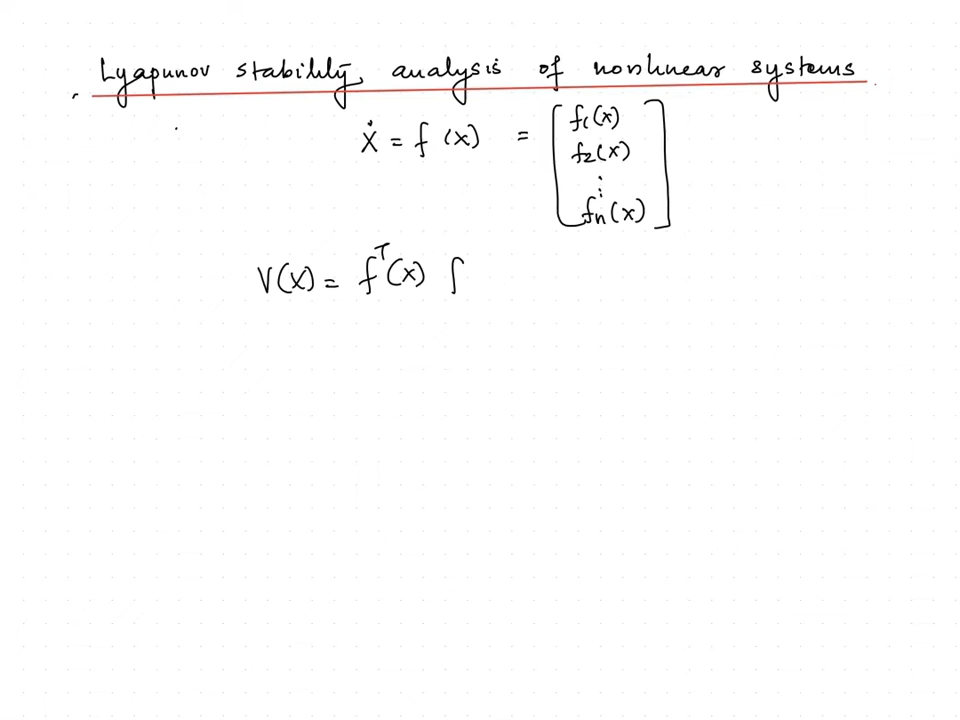 Lyapunov stability analysis of nonlinear systems
ẋ = f (x) = [ f₁(x)
f₂(x)
⋮
fₙ(x) ]
V(x) = fᵀ(x) ∫